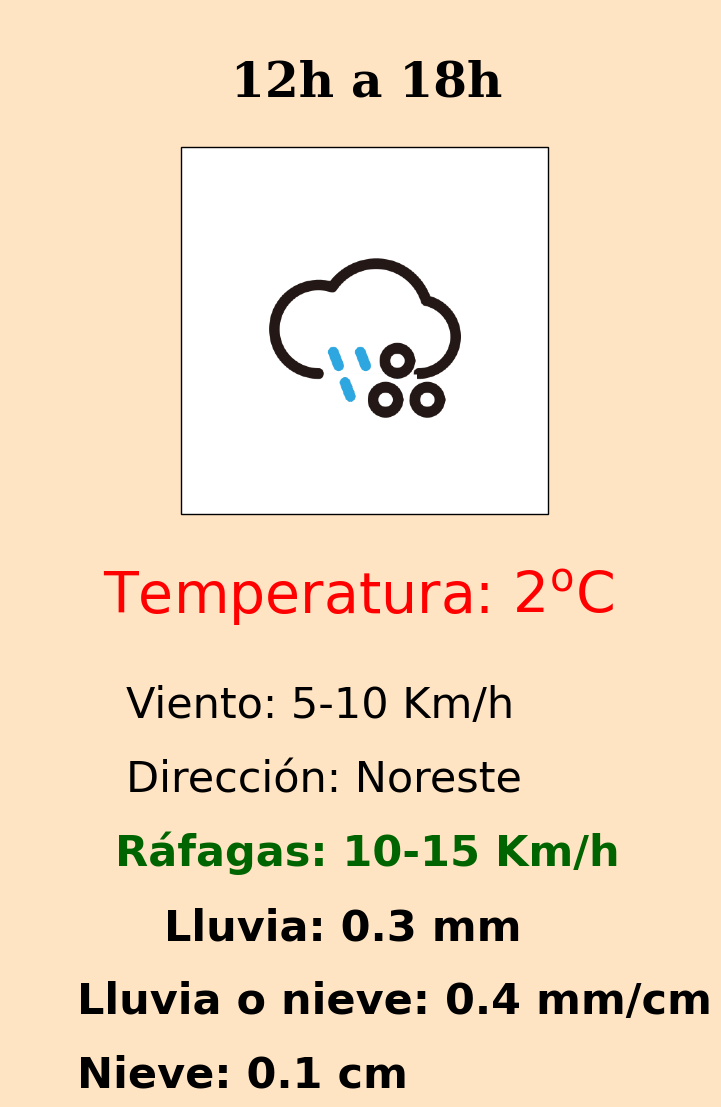 12h a 18h
Temperatura: 2ºC
Viento: 5-10 Km/h
Dirección: Noreste
Ráfagas: 10-15 Km/h
Lluvia: 0.3 mm
Lluvia o nieve: 0.4 mm/cm
Nieve: 0.1 cm